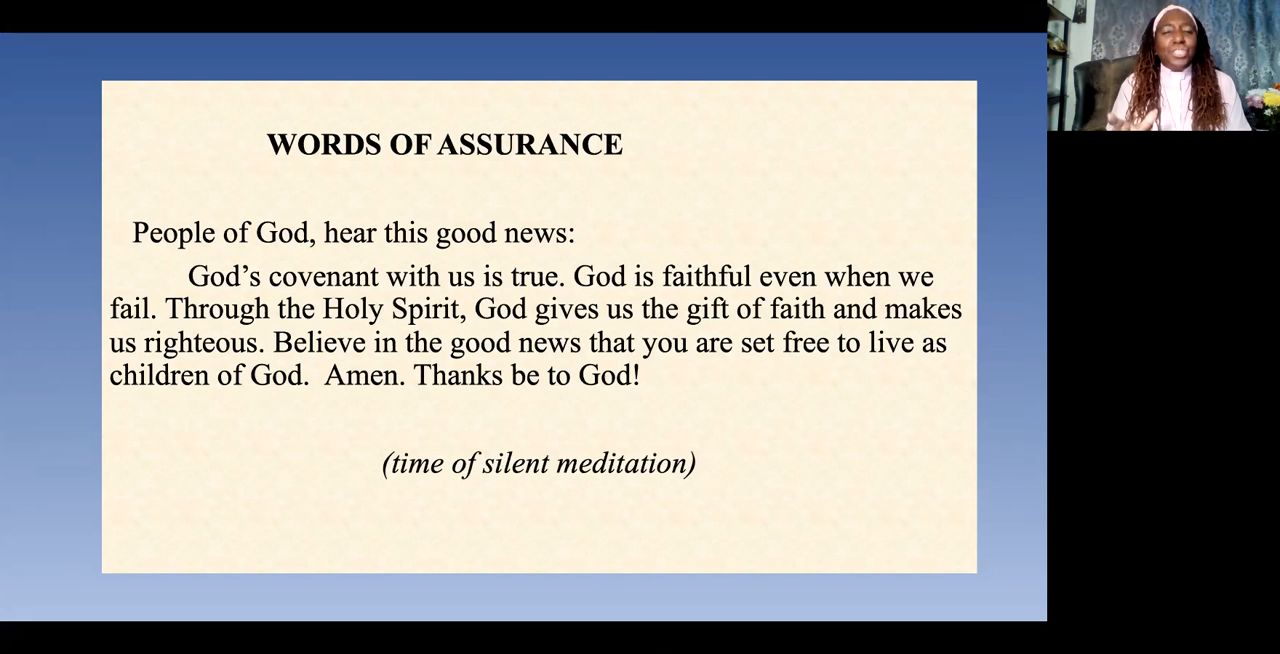 WORDS OF ASSURANCE
People of God, hear this good news:
God’s covenant with us is true. God is faithful even when we
fail. Through the Holy Spirit, God gives us the gift of faith and makes
us righteous. Believe in the good news that you are set free to live as
children of God.  Amen. Thanks be to God!
(time of silent meditation)